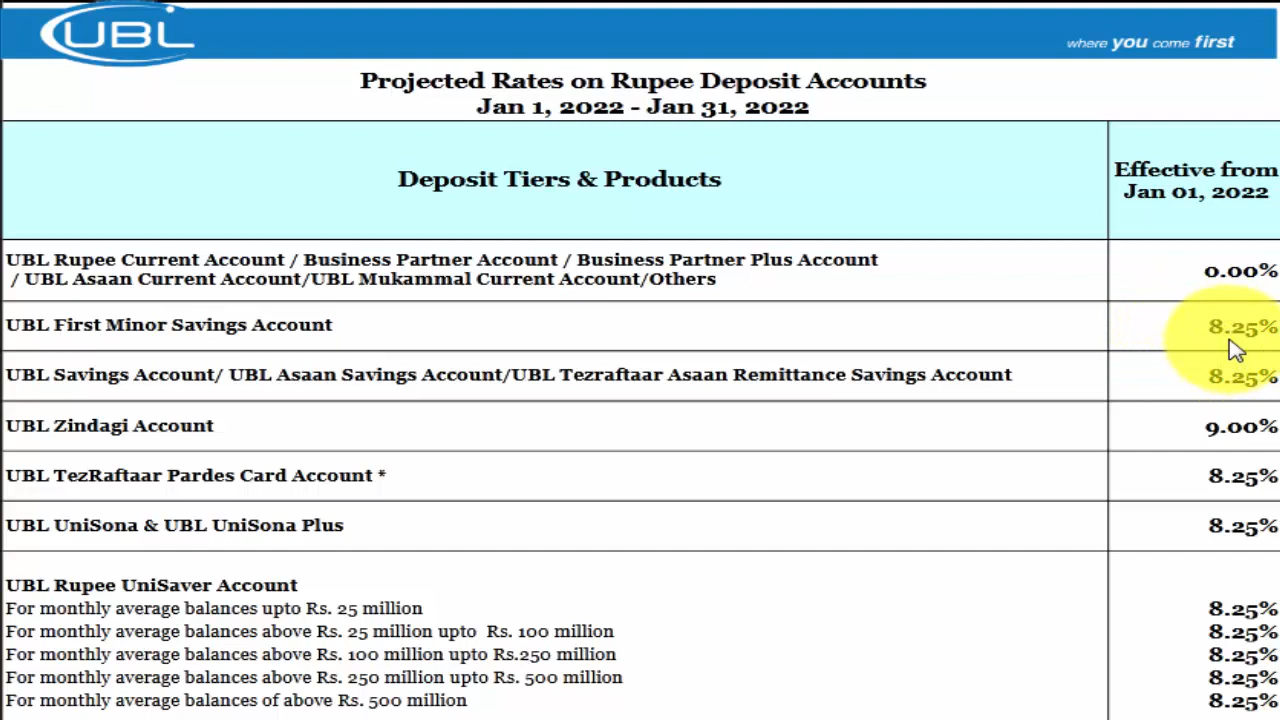 UBL
where you come first
Projected Rates on Rupee Deposit Accounts
Jan 1, 2022 - Jan 31, 2022
Deposit Tiers & Products
Effective from
Jan 01, 2022
UBL Rupee Current Account / Business Partner Account / Business Partner Plus Account
/ UBL Asaan Current Account/UBL Mukammal Current Account/Others
0.00%
UBL First Minor Savings Account 8.25%
UBL Savings Account/ UBL Asaan Savings Account/UBL Tezraftaar Asaan Remittance Savings Account 8.25%
UBL Zindagi Account 9.00%
UBL TezRaftaar Pardes Card Account * 8.25%
UBL UniSona & UBL UniSona Plus 8.25%
UBL Rupee UniSaver Account
For monthly average balances upto Rs. 25 million 8.25%
For monthly average balances above Rs. 25 million upto Rs. 100 million 8.25%
For monthly average balances above Rs. 100 million upto Rs.250 million 8.25%
For monthly average balances above Rs. 250 million upto Rs. 500 million 8.25%
For monthly average balances of above Rs. 500 million 8.25%